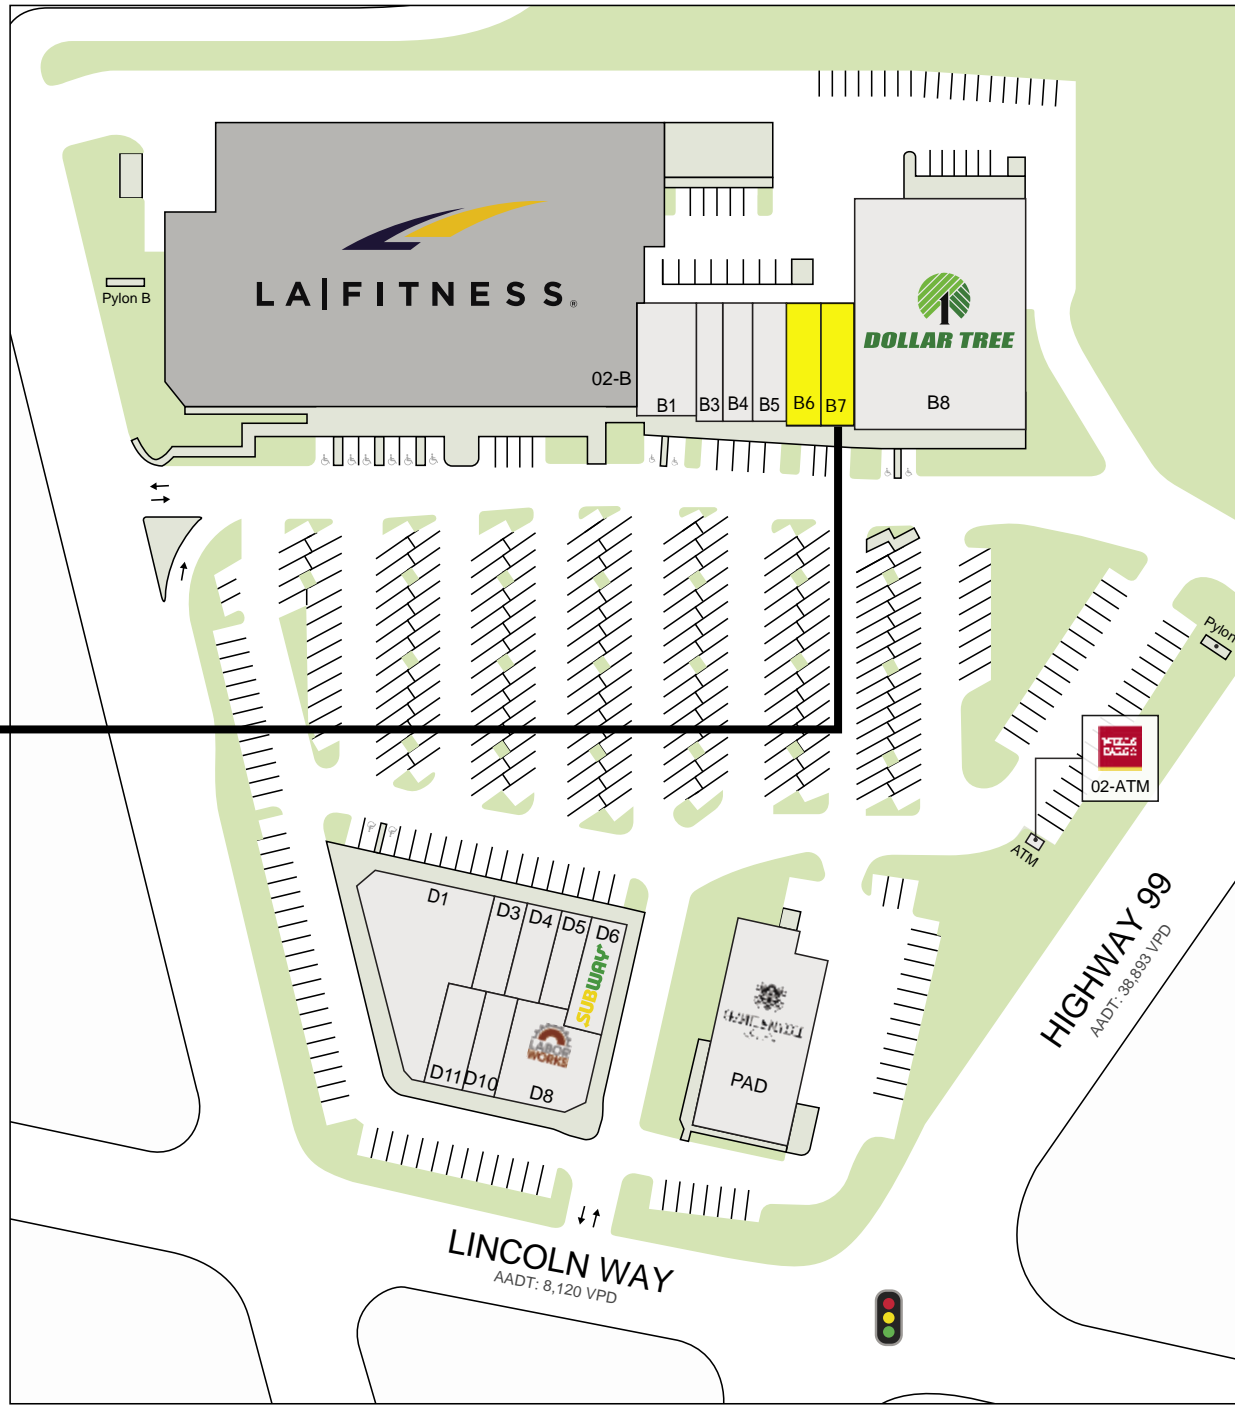 LA FITNESS®
Pylon B
DOLLAR TREE
02-B
B1
B3
B4
B5
B6
B7
B8
Pylon
02-ATM
ATM
HIGHWAY 99
AADT: 38,893 VPD
D1
D3
D4
D5
D6
SUBWAY
LABOR
WORKS
D11
D10
D8
PAD
LINCOLN WAY
AADT: 8,120 VPD